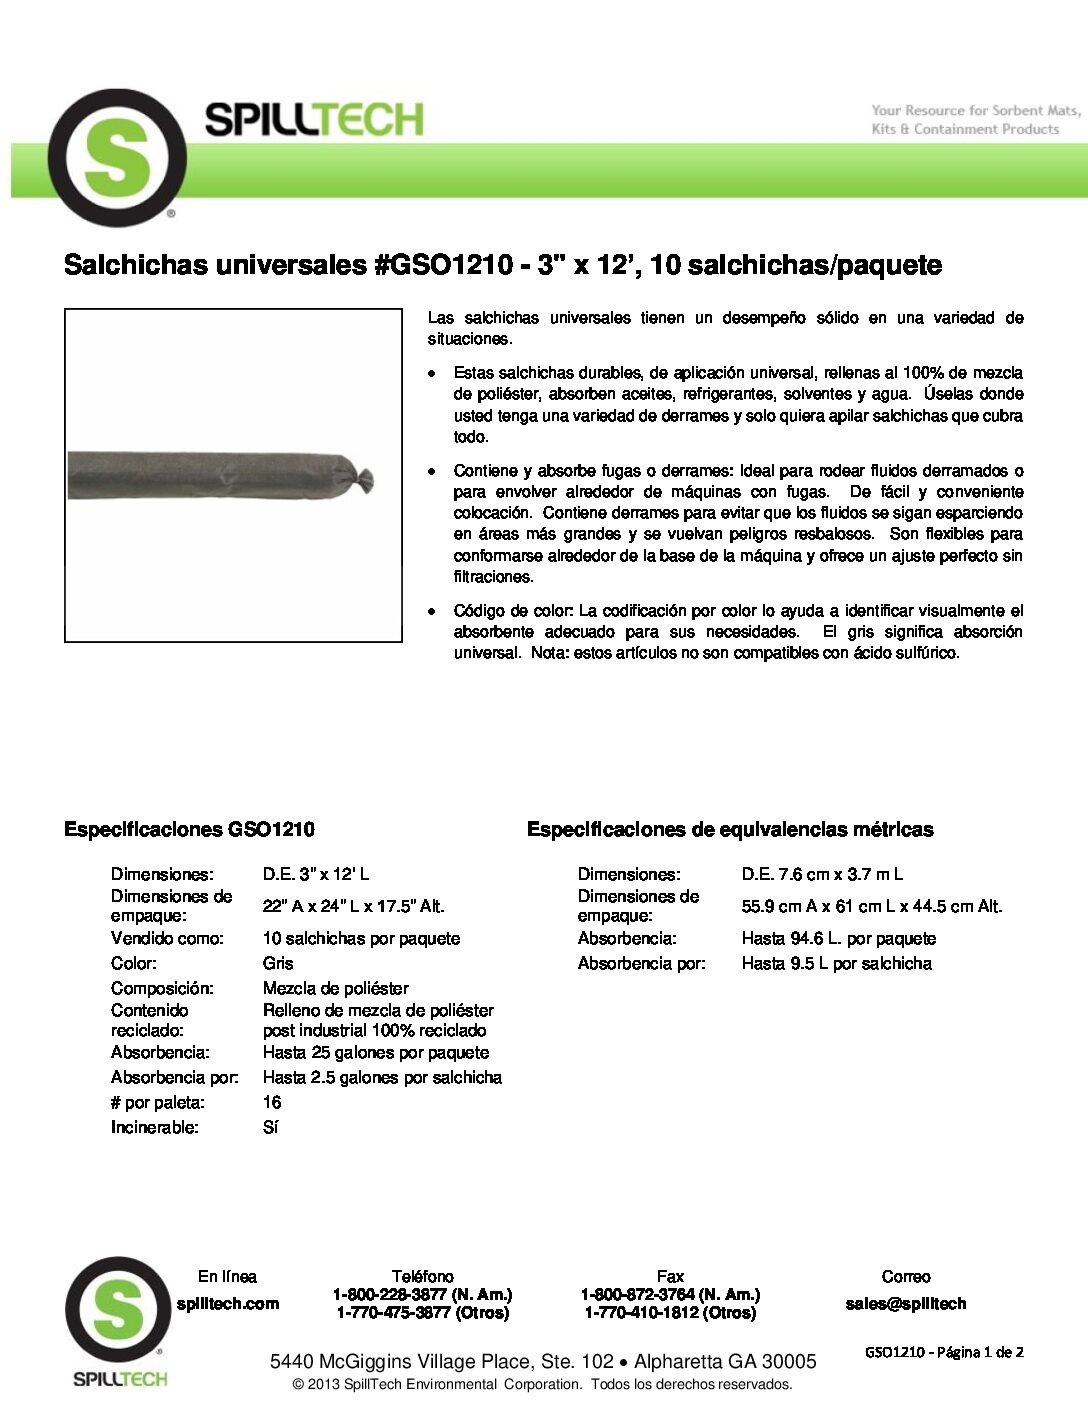 SPILLTECH
Your Resource for Sorbent Mats,
Kits & Containment Products
S
®
Salchichas universales #GSO1210 - 3" x 12’, 10 salchichas/paquete
Las salchichas universales tienen un desempeño sólido en una variedad de
situaciones.
• Estas salchichas durables, de aplicación universal, rellenas al 100% de mezcla
de poliéster, absorben aceites, refrigerantes, solventes y agua. Úselas donde
usted tenga una variedad de derrames y solo quiera apilar salchichas que cubra
todo.
• Contiene y absorbe fugas o derrames: Ideal para rodear fluidos derramados o
para envolver alrededor de máquinas con fugas. De fácil y conveniente
colocación. Contiene derrames para evitar que los fluidos se sigan esparciendo
en áreas más grandes y se vuelvan peligros resbalosos. Son flexibles para
conformarse alrededor de la base de la máquina y ofrece un ajuste perfecto sin
filtraciones.
• Código de color: La codificación por color lo ayuda a identificar visualmente el
absorbente adecuado para sus necesidades. El gris significa absorción
universal. Nota: estos artículos no son compatibles con ácido sulfúrico.
Especificaciones GSO1210
Dimensiones: D.E. 3" x 12' L
Dimensiones de
empaque: 22" A x 24" L x 17.5" Alt.
Vendido como: 10 salchichas por paquete
Color: Gris
Composición: Mezcla de poliéster
Contenido Relleno de mezcla de poliéster
reciclado: post industrial 100% reciclado
Absorbencia: Hasta 25 galones por paquete
Absorbencia por: Hasta 2.5 galones por salchicha
# por paleta: 16
Incinerable: Sí
Especificaciones de equivalencias métricas
Dimensiones: D.E. 7.6 cm x 3.7 m L
Dimensiones de
empaque: 55.9 cm A x 61 cm L x 44.5 cm Alt.
Absorbencia: Hasta 94.6 L. por paquete
Absorbencia por: Hasta 9.5 L por salchicha
S
®
SPILLTECH
En línea
spilltech.com
Teléfono
1-800-228-3877 (N. Am.)
1-770-475-3877 (Otros)
Fax
1-800-872-3764 (N. Am.)
1-770-410-1812 (Otros)
Correo
sales@spilltech
GSO1210 - Página 1 de 2
5440 McGiggins Village Place, Ste. 102 • Alpharetta GA 30005
© 2013 SpillTech Environmental Corporation. Todos los derechos reservados.